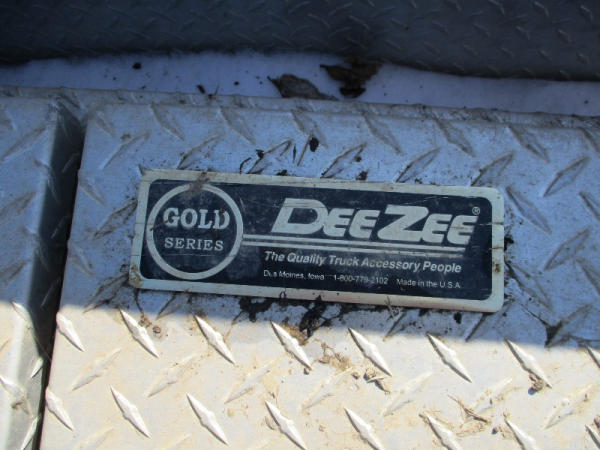 GOLD
SERIES
DEE ZEE®
The Quality Truck Accessory People
Des Moines, Iowa 1-800-779-2102 Made in the U.S.A.